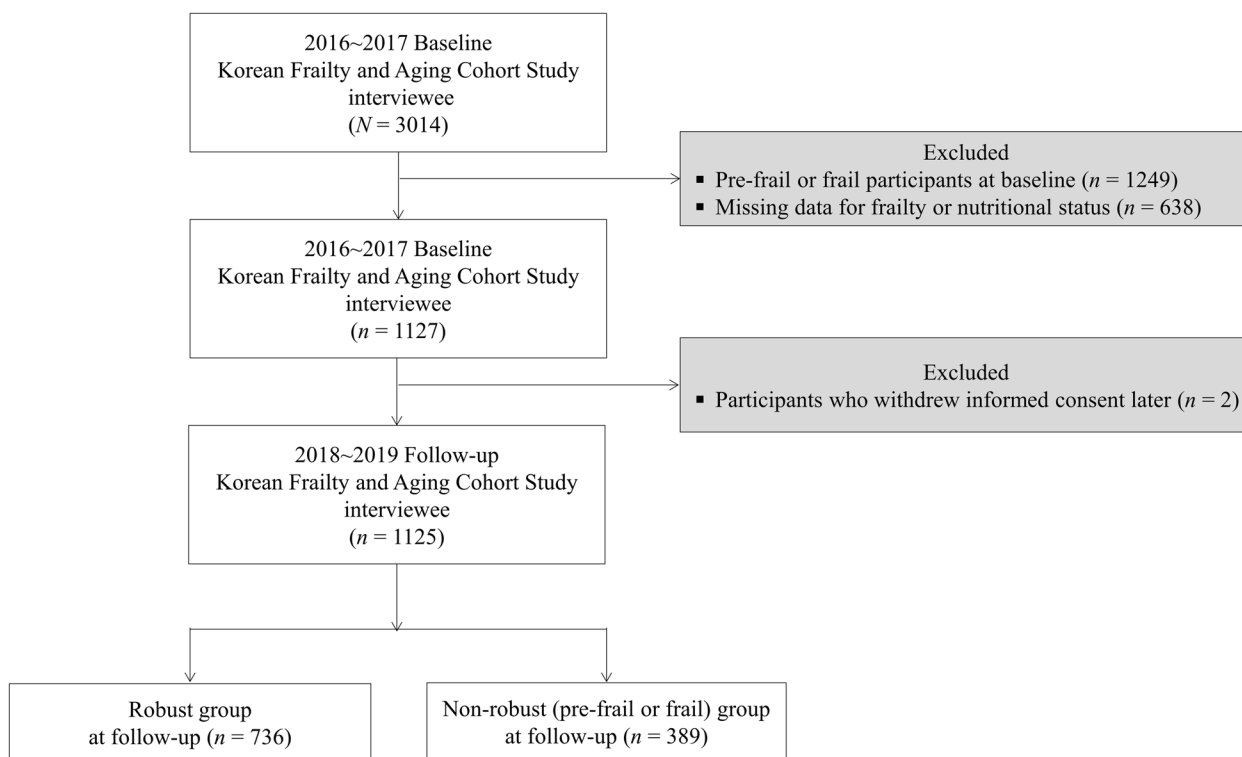 2016~2017 Baseline
Korean Frailty and Aging Cohort Study
interviewee
(N = 3014)
Excluded
▪ Pre-frail or frail participants at baseline (n = 1249)
▪ Missing data for frailty or nutritional status (n = 638)
2016~2017 Baseline
Korean Frailty and Aging Cohort Study
interviewee
(n = 1127)
Excluded
▪ Participants who withdrew informed consent later (n = 2)
2018~2019 Follow-up
Korean Frailty and Aging Cohort Study
interviewee
(n = 1125)
Robust group
at follow-up (n = 736)
Non-robust (pre-frail or frail) group
at follow-up (n = 389)